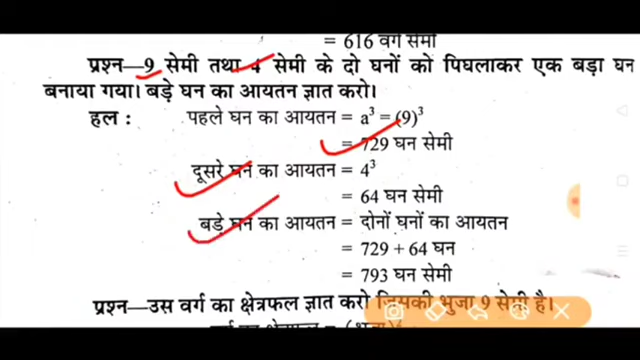 = 616 वर्ग सेमी
प्रश्न—9 सेमी तथा 4 सेमी के दो घनों को पिघलाकर एक बड़ा घन
बनाया गया। बड़े घन का आयतन ज्ञात करो।
हल : पहले घन का आयतन = a³ = (9)³
= 729 घन सेमी
दूसरे घन का आयतन = 4³
= 64 घन सेमी
बड़े घन का आयतन = दोनों घनों का आयतन
= 729 + 64 घन
= 793 घन सेमी
प्रश्न—उस वर्ग का क्षेत्रफल ज्ञात करो जिसकी भुजा 9 सेमी है।